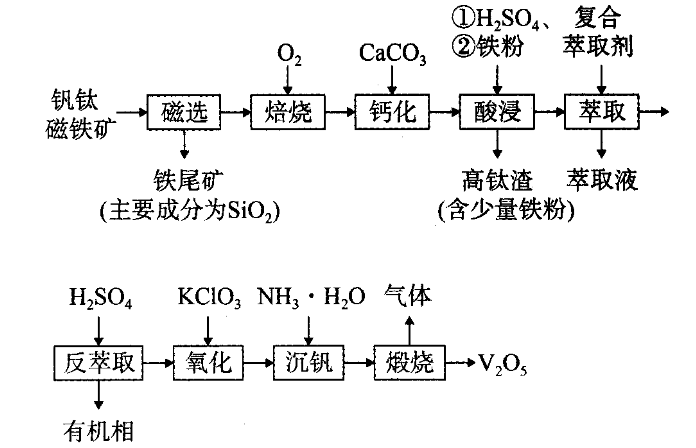 ①H₂SO₄、 复合
O₂ CaCO₃ ②铁粉 萃取剂
钒钛
磁铁矿
磁选 焙烧 钙化 酸浸 萃取
铁尾矿 高钛渣 萃取液
(主要成分为SiO₂) (含少量铁粉)
H₂SO₄ KClO₃ NH₃·H₂O 气体
反萃取 氧化 沉钒 煅烧 V₂O₅
有机相